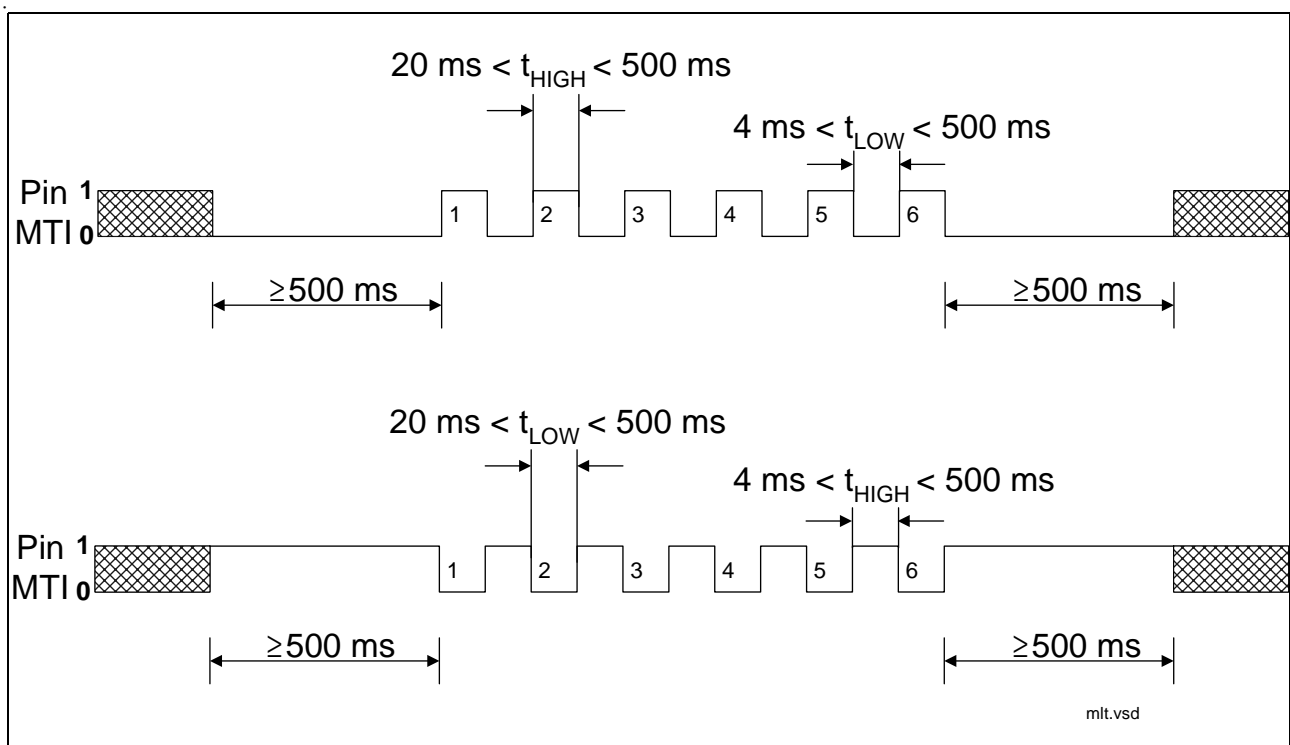 .
20 ms < tHIGH < 500 ms
4 ms < tLOW < 500 ms
Pin 1
MTI 0
1 2 3 4 5 6
≥500 ms ≥500 ms
20 ms < tLOW < 500 ms
4 ms < tHIGH < 500 ms
Pin 1
MTI 0
1 2 3 4 5 6
≥500 ms ≥500 ms
mlt.vsd